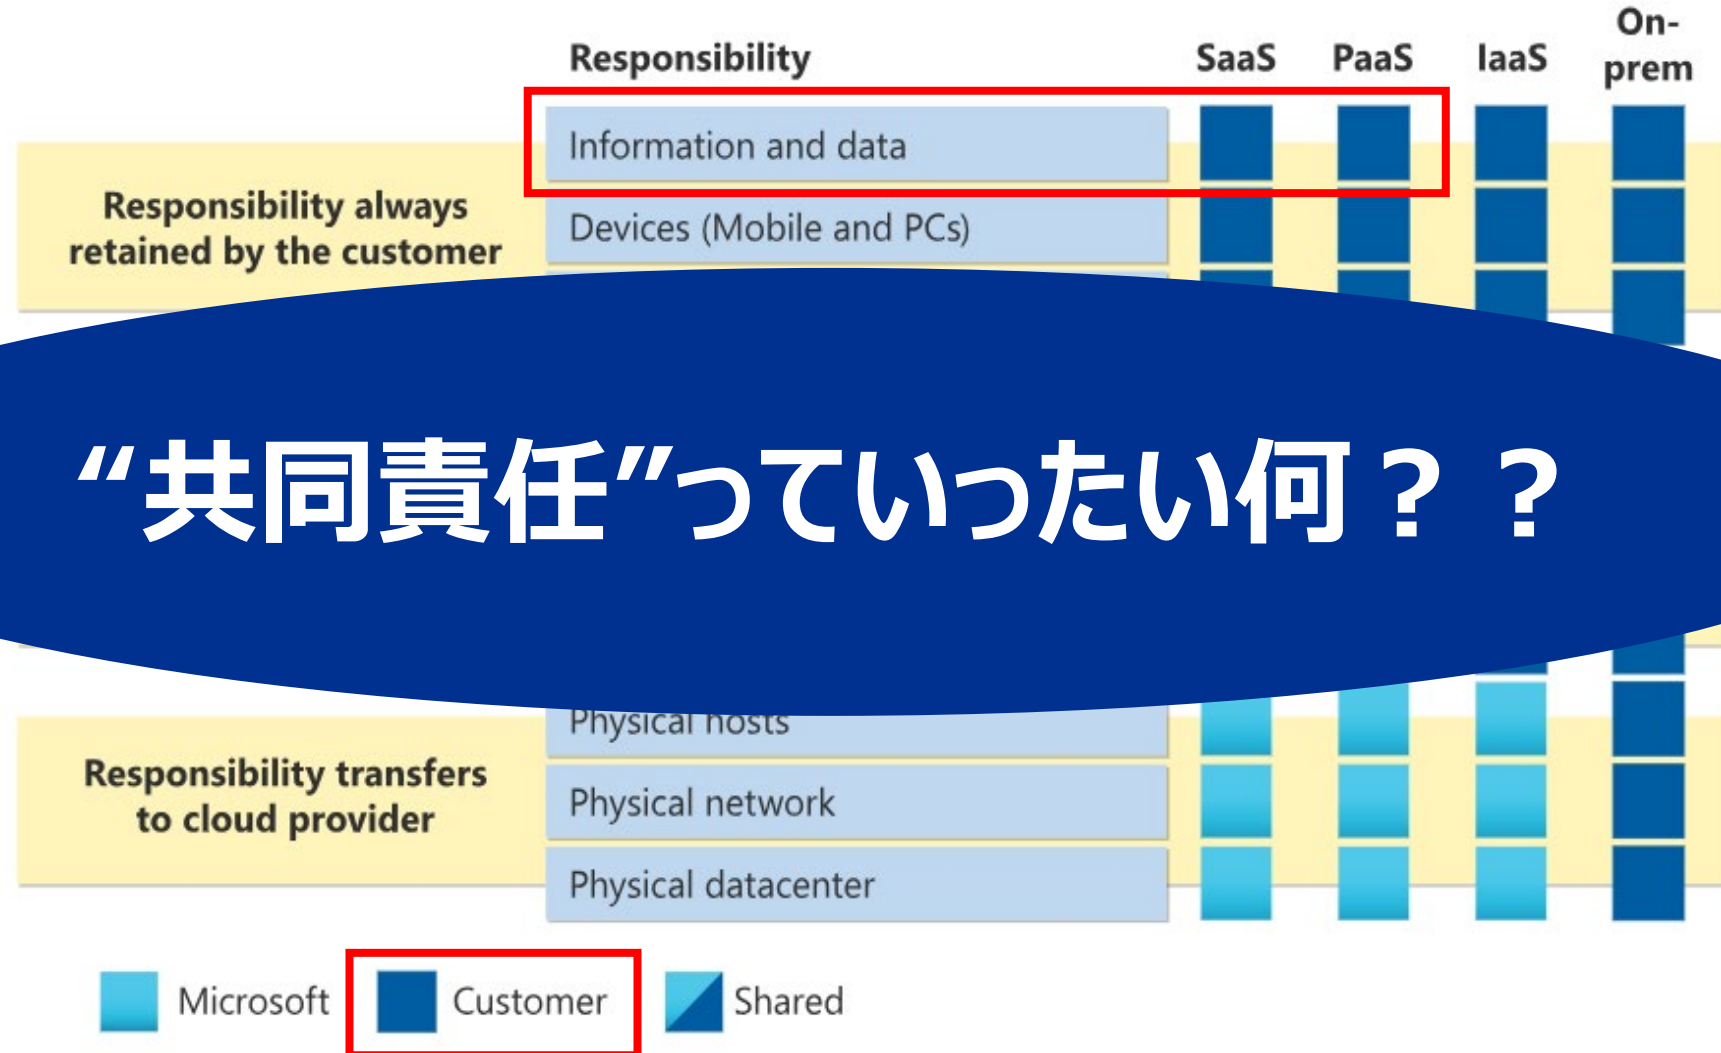 Responsibility
SaaS
PaaS
IaaS
On-
prem
Information and data
Responsibility always
retained by the customer
Devices (Mobile and PCs)
“共同責任”っていったい何？？
Physical hosts
Responsibility transfers
to cloud provider
Physical network
Physical datacenter
Microsoft
Customer
Shared